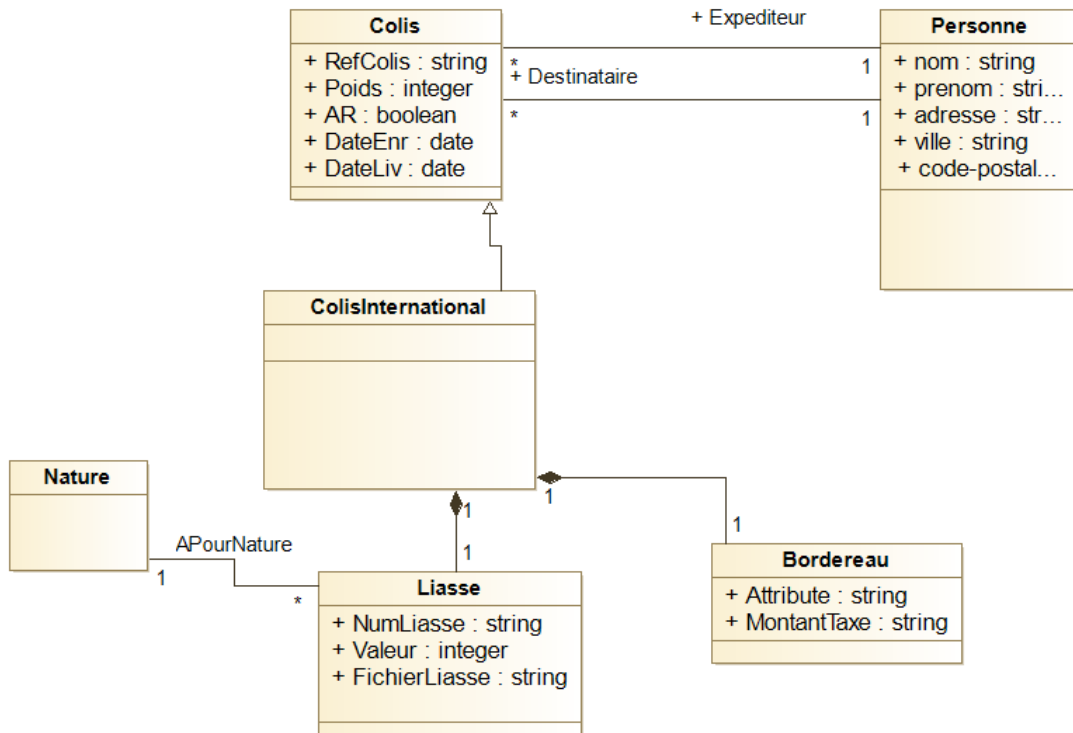 Colis
+ RefColis : string
+ Poids : integer
+ AR : boolean
+ DateEnr : date
+ DateLiv : date
+ Expediteur
*
1
+ Destinataire
*
1
Personne
+ nom : string
+ prenom : stri...
+ adresse : str...
+ ville : string
+ code-postal...
ColisInternational
1
1
1
1
Nature
APourNature
1
*
Liasse
+ NumLiasse : string
+ Valeur : integer
+ FichierLiasse : string
Bordereau
+ Attribute : string
+ MontantTaxe : string